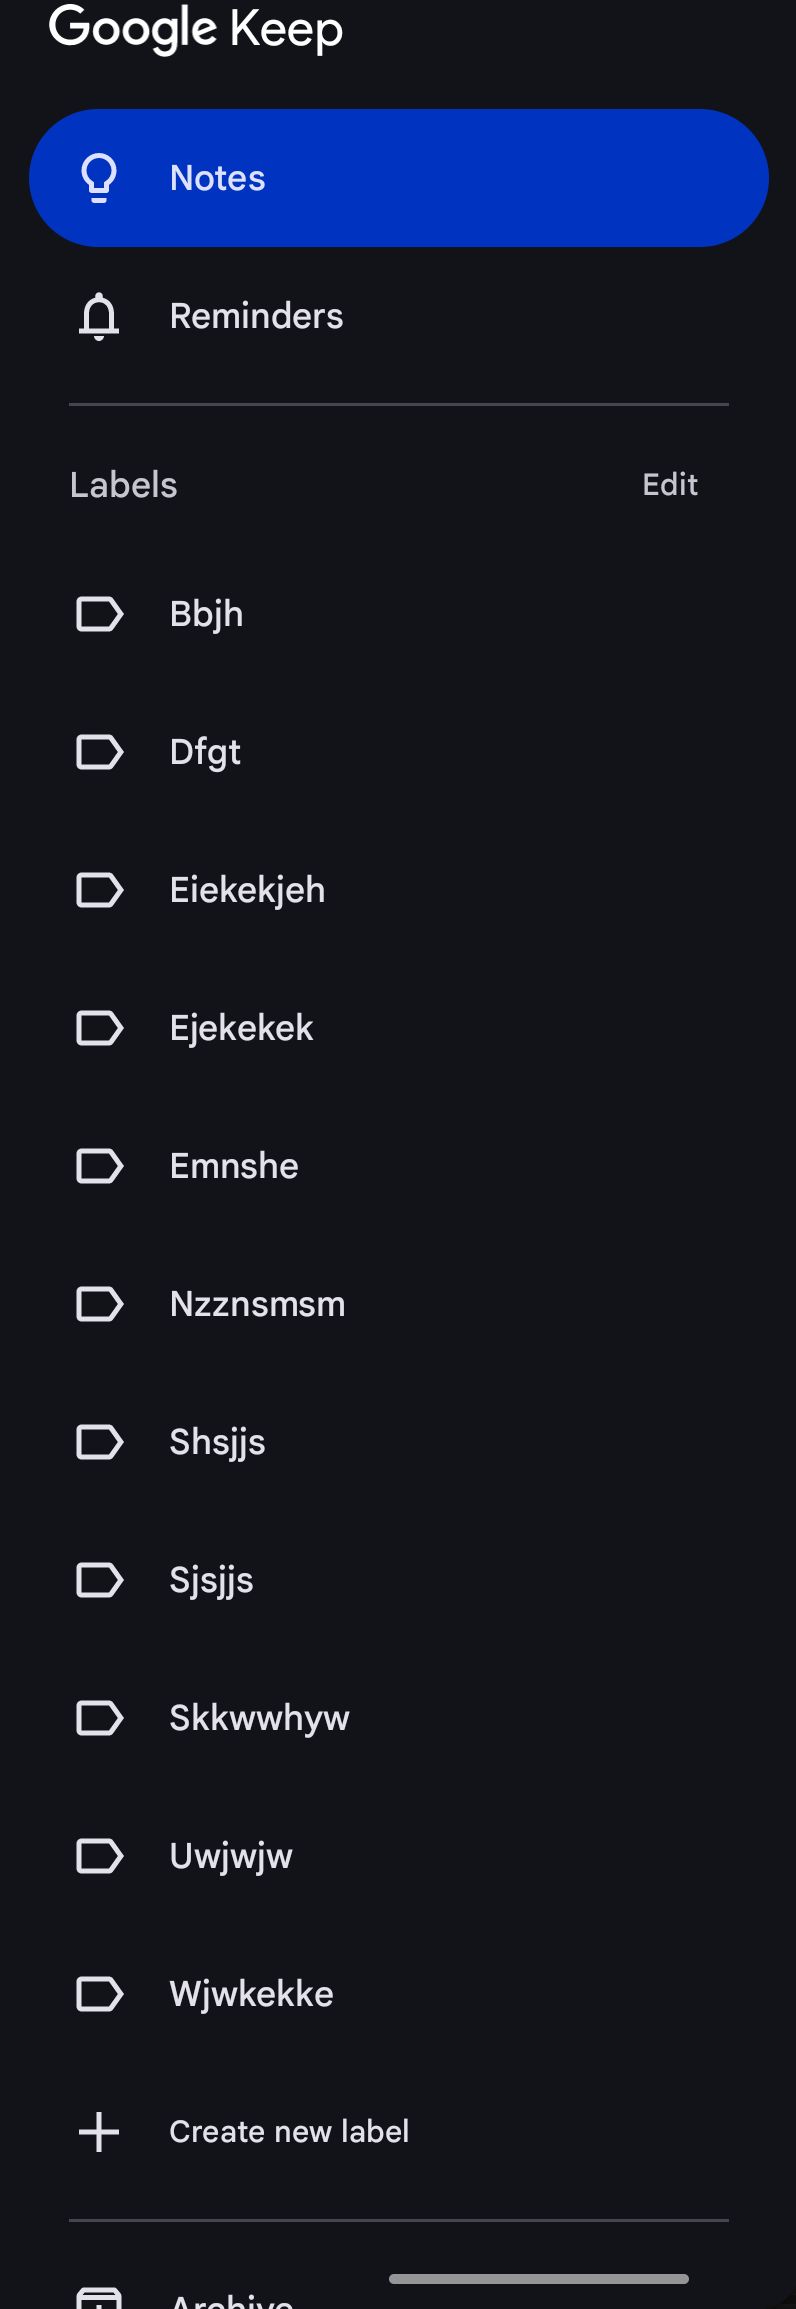 Google Keep
Notes
Reminders
Labels Edit
Bbjh
Dfgt
Eiekekjeh
Ejekekek
Emnshe
Nzznsmsm
Shsjjs
Sjsjjs
Skkwwhyw
Uwjwjw
Wjwkekke
Create new label
Archive